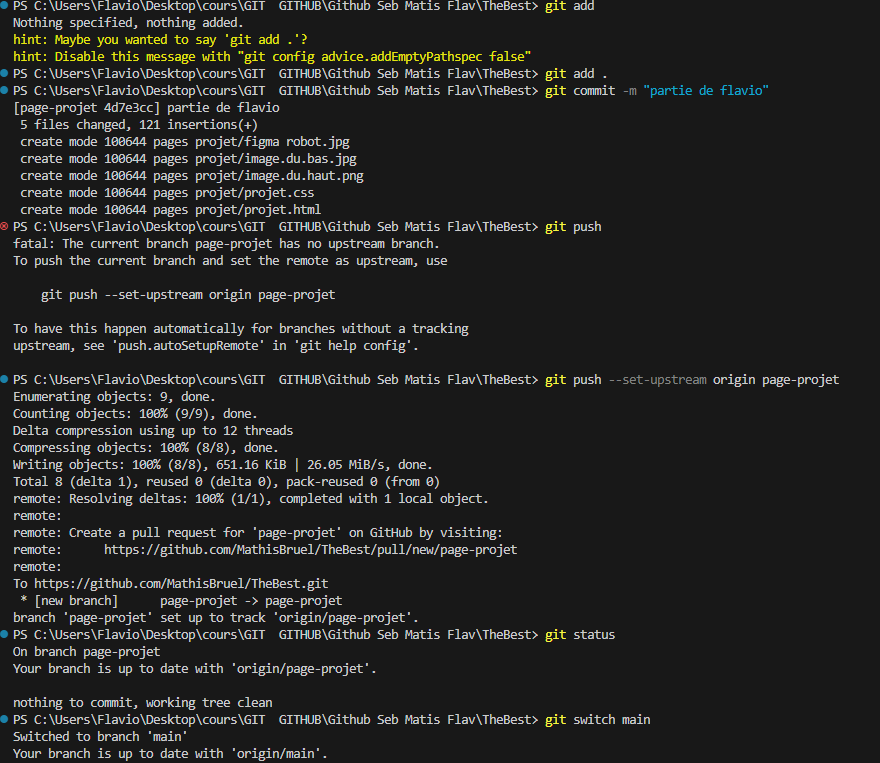 PS C:\Users\Flavio\Desktop\cours\GIT  GITHUB\Github Seb Matis Flav\TheBest> git add
Nothing specified, nothing added.
hint: Maybe you wanted to say 'git add .'?
hint: Disable this message with "git config advice.addEmptyPathspec false"
PS C:\Users\Flavio\Desktop\cours\GIT  GITHUB\Github Seb Matis Flav\TheBest> git add .
PS C:\Users\Flavio\Desktop\cours\GIT  GITHUB\Github Seb Matis Flav\TheBest> git commit -m "partie de flavio"
[page-projet 4d7e3cc] partie de flavio
 5 files changed, 121 insertions(+)
 create mode 100644 pages projet/figma robot.jpg
 create mode 100644 pages projet/image.du.bas.jpg
 create mode 100644 pages projet/image.du.haut.png
 create mode 100644 pages projet/projet.css
 create mode 100644 pages projet/projet.html
PS C:\Users\Flavio\Desktop\cours\GIT  GITHUB\Github Seb Matis Flav\TheBest> git push
fatal: The current branch page-projet has no upstream branch.
To push the current branch and set the remote as upstream, use

    git push --set-upstream origin page-projet

To have this happen automatically for branches without a tracking
upstream, see 'push.autoSetupRemote' in 'git help config'.

PS C:\Users\Flavio\Desktop\cours\GIT  GITHUB\Github Seb Matis Flav\TheBest> git push --set-upstream origin page-projet
Enumerating objects: 9, done.
Counting objects: 100% (9/9), done.
Delta compression using up to 12 threads
Compressing objects: 100% (8/8), done.
Writing objects: 100% (8/8), 651.16 KiB | 26.05 MiB/s, done.
Total 8 (delta 1), reused 0 (delta 0), pack-reused 0 (from 0)
remote: Resolving deltas: 100% (1/1), completed with 1 local object.
remote:
remote: Create a pull request for 'page-projet' on GitHub by visiting:
remote:      https://github.com/MathisBruel/TheBest/pull/new/page-projet
remote:
To https://github.com/MathisBruel/TheBest.git
 * [new branch]      page-projet -> page-projet
branch 'page-projet' set up to track 'origin/page-projet'.
PS C:\Users\Flavio\Desktop\cours\GIT  GITHUB\Github Seb Matis Flav\TheBest> git status
On branch page-projet
Your branch is up to date with 'origin/page-projet'.

nothing to commit, working tree clean
PS C:\Users\Flavio\Desktop\cours\GIT  GITHUB\Github Seb Matis Flav\TheBest> git switch main
Switched to branch 'main'
Your branch is up to date with 'origin/main'.